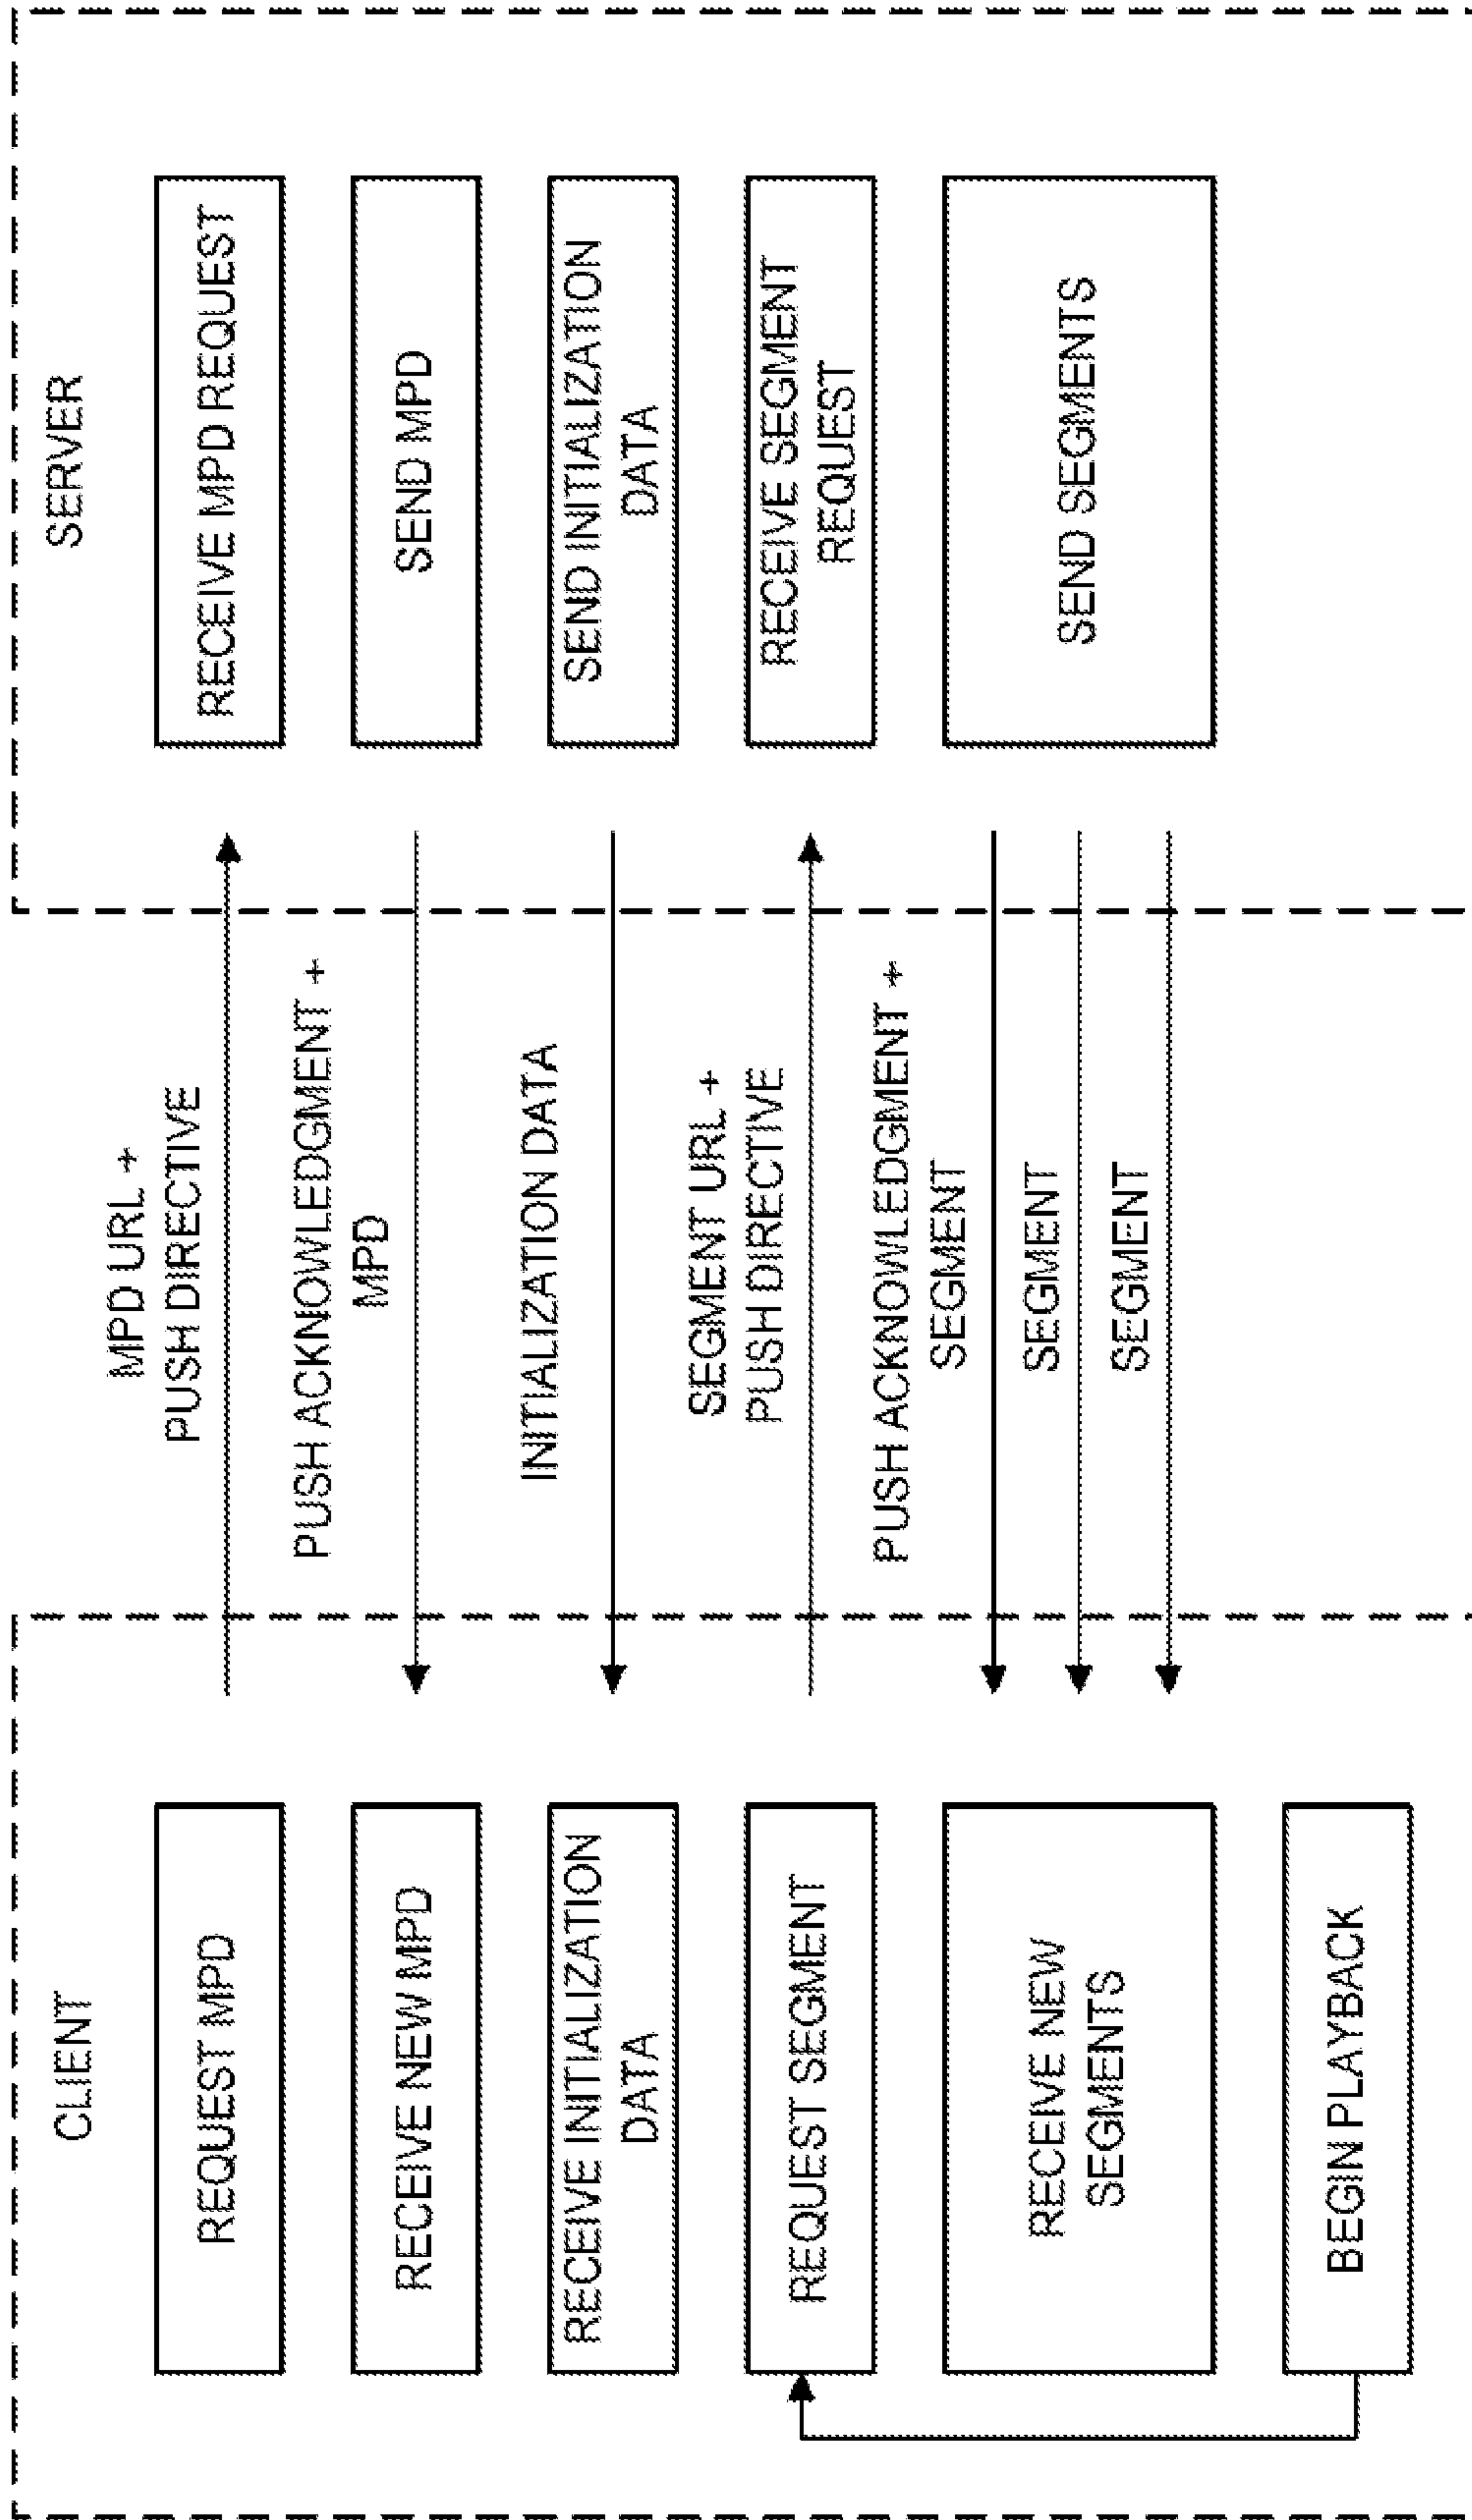 CLIENT
SERVER
REQUEST MPD
MPD URL +
PUSH DIRECTIVE
RECEIVE MPD REQUEST
RECEIVE NEW MPD
PUSH ACKNOWLEDGMENT +
MPD
SEND MPD
RECEIVE INITIALIZATION
DATA
INITIALIZATION DATA
SEND INITIALIZATION
DATA
REQUEST SEGMENT
SEGMENT URL +
PUSH DIRECTIVE
RECEIVE SEGMENT
REQUEST
RECEIVE NEW
SEGMENTS
PUSH ACKNOWLEDGMENT +
SEGMENT
SEGMENT
SEGMENT
SEND SEGMENTS
BEGIN PLAYBACK